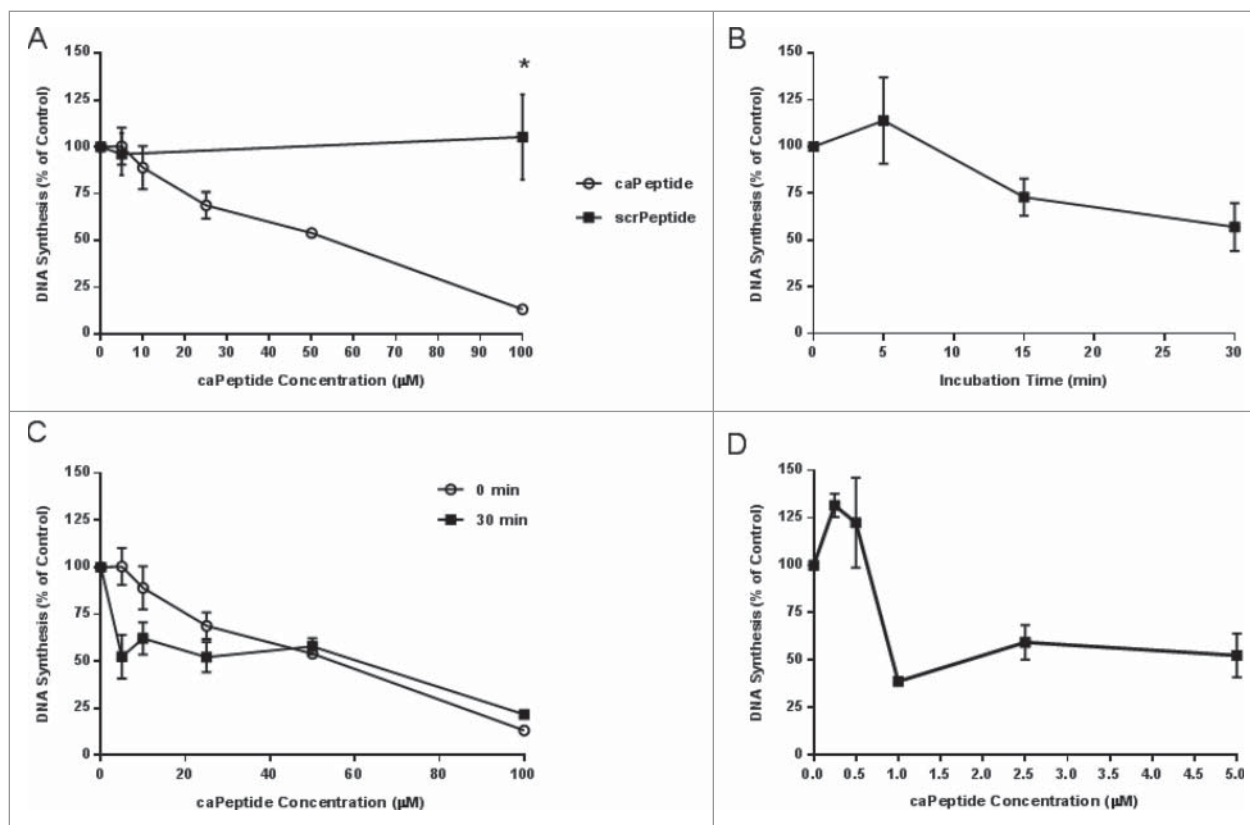 A
150
125
100
75
50
25
0
DNA Synthesis (% of Control)
*
0 10 20 30 40 50 60 70 80 90 100
caPeptide Concentration (µM)
caPeptide
scrPeptide
B
150
125
100
75
50
25
0
DNA Synthesis (% of Control)
0 5 10 15 20 25 30
Incubation Time (min)
C
150
125
100
75
50
25
0
DNA Synthesis (% of Control)
0 min
30 min
0 20 40 60 80 100
caPeptide Concentration (µM)
D
150
125
100
75
50
25
0
DNA Synthesis (% of Control)
0.0 0.5 1.0 1.5 2.0 2.5 3.0 3.5 4.0 4.5 5.0
caPeptide Concentration (µM)